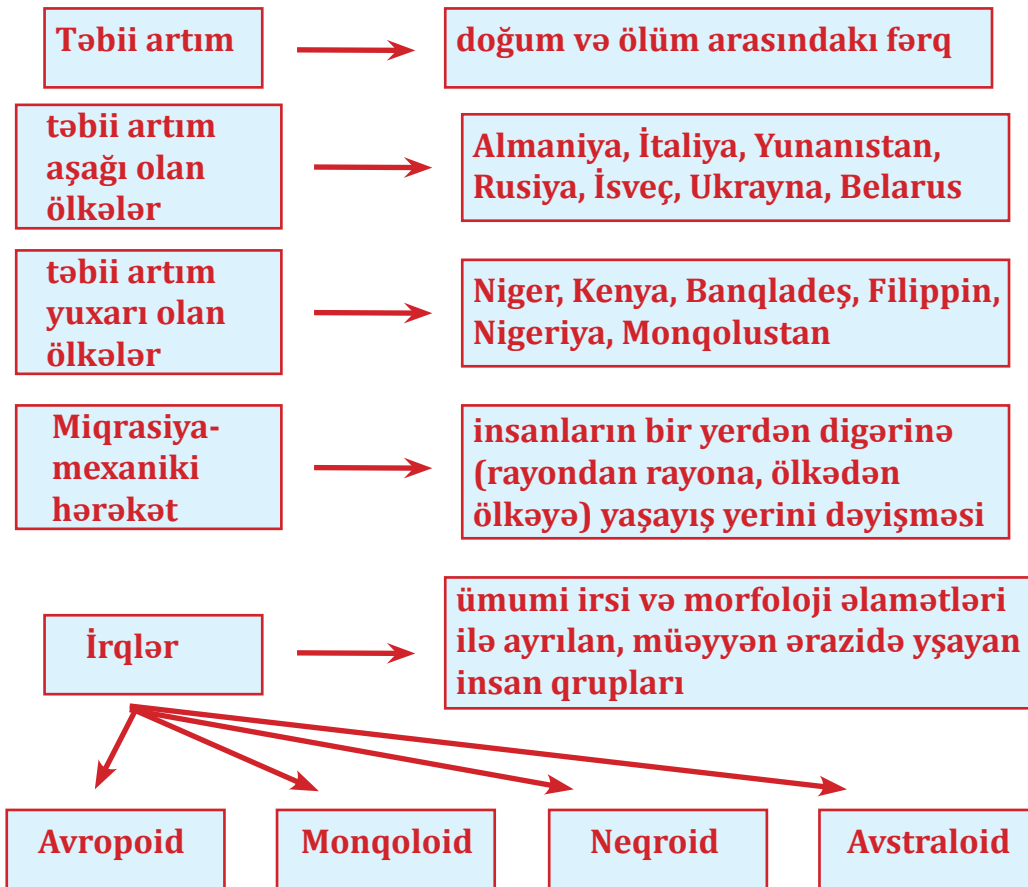 Təbii artım
doğum və ölüm arasındakı fərq
təbii artım
aşağı olan
ölkələr
Almaniya, İtaliya, Yunanıstan,
Rusiya, İsveç, Ukrayna, Belarus
təbii artım
yuxarı olan
ölkələr
Niger, Kenya, Banqladeş, Filippin,
Nigeriya, Monqolustan
Miqrasiya-
mexaniki
hərəkət
insanların bir yerdən digərinə
(rayondan rayona, ölkədən
ölkəyə) yaşayış yerini dəyişməsi
İrqlər
ümumi irsi və morfoloji əlamətləri
ilə ayrılan, müəyyən ərazidə yşayan
insan qrupları
Avropoid
Monqoloid
Neqroid
Avstraloid